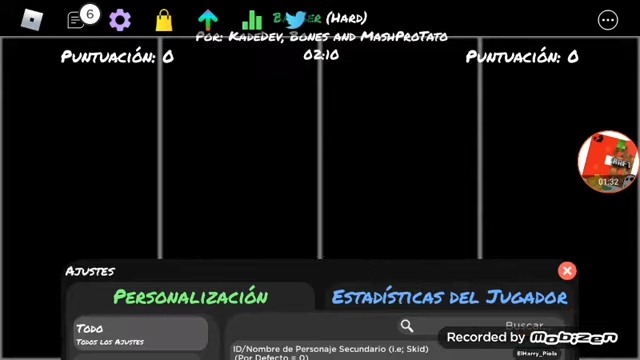 6
(Hard)
Por: KadeDev, Bones and MashProTato
Puntuación: 0
02:10
Puntuación: 0
01:32
Ajustes
Personalización
Estadísticas del Jugador
Todo
Todos los Ajustes
Buscar...
ID/Nombre de Personaje Secundario (i.e; Skid)
(Por Defecto = 0)
Recorded by mobizen
ElHarry_Piola